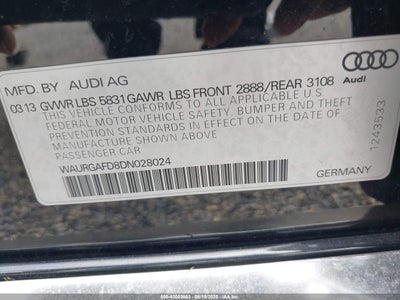 MFD. BY AUDI AG
0313 GVWR LBS 5831 GAWR LBS FRONT 2888/REAR 3108
THIS VEHICLE CONFORMS TO ALL APPLICABLE U.S.
FEDERAL MOTOR VEHICLE SAFETY, BUMPER AND THEFT
PREVENTION STANDARDS IN EFFECT ON THE DATE OF
MANUFACTURE SHOWN ABOVE
PASSENGER CAR
WAURGAFD8DN028024
GERMANY
Audi
1243533